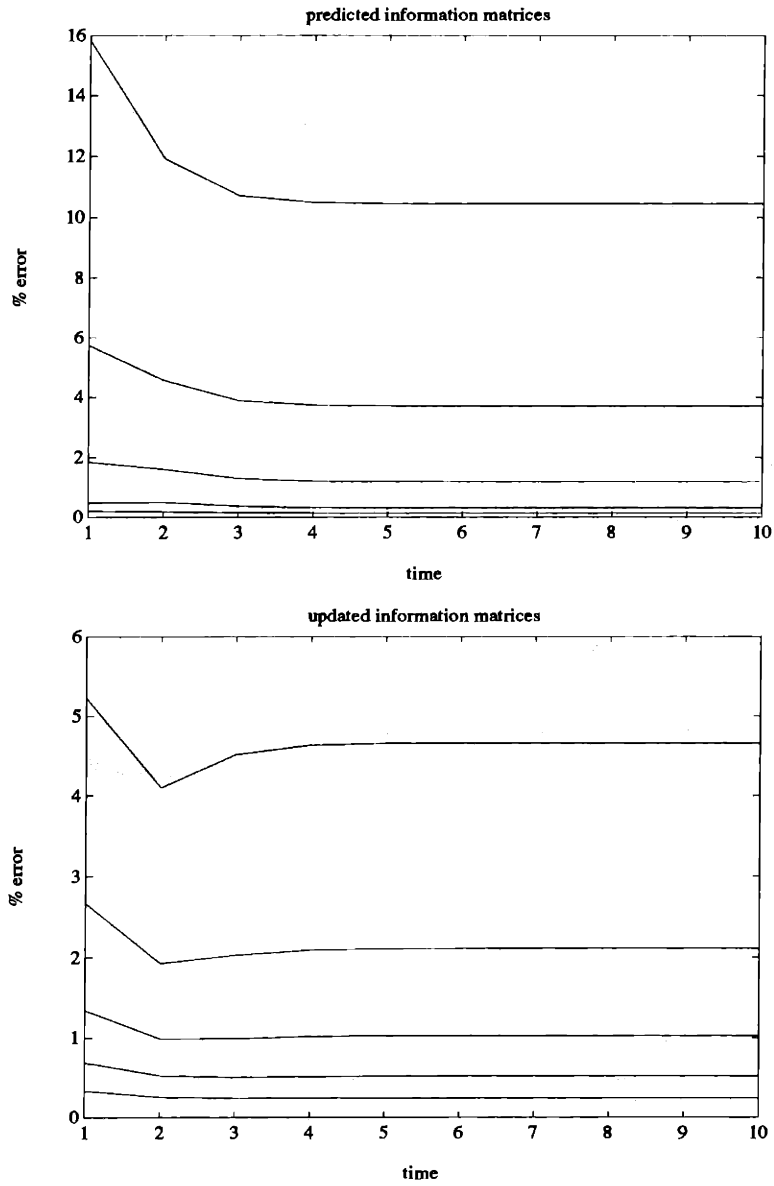 predicted information matrices
16
14
12
10
8
6
4
2
0
% error
1 2 3 4 5 6 7 8 9 10
time
updated information matrices
6
5
4
3
2
1
0
% error
1 2 3 4 5 6 7 8 9 10
time